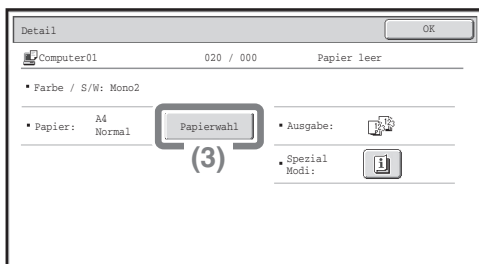 Detail OK
Computer01 020 / 000 Papier leer
▪ Farbe / S/W: Mono2
▪ Papier: A4 Normal Papierwahl ▪ Ausgabe:
(3)
▪ Spezial Modi: